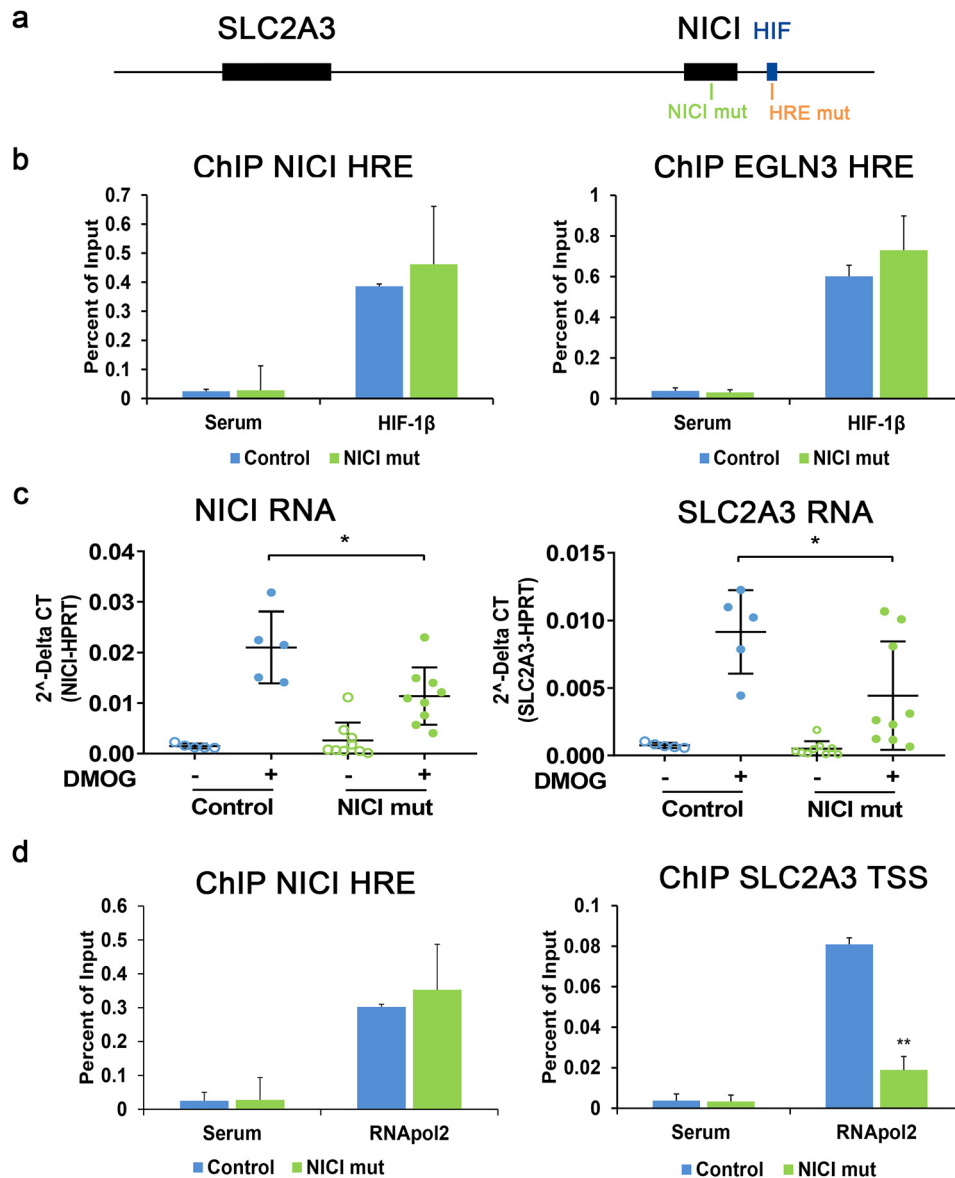 a
SLC2A3 NICI HIF
NICI mut HRE mut
b
ChIP NICI HRE
Percent of Input
0.7
0.6
0.5
0.4
0.3
0.2
0.1
0
Serum HIF-1β
Control NICI mut
ChIP EGLN3 HRE
Percent of Input
1
0.8
0.6
0.4
0.2
0
Serum HIF-1β
Control NICI mut
c
NICI RNA
2^-Delta CT
(NICI-HPRT)
0.04
0.03
0.02
0.01
0.00
*
DMOG - + - +
Control NICI mut
SLC2A3 RNA
2^-Delta CT
(SLC2A3-HPRT)
0.015
0.010
0.005
0.000
*
DMOG - + - +
Control NICI mut
d
ChIP NICI HRE
Percent of Input
0.6
0.5
0.4
0.3
0.2
0.1
0
Serum RNApol2
Control NICI mut
ChIP SLC2A3 TSS
Percent of Input
0.1
0.08
0.06
0.04
0.02
0
**
Serum RNApol2
Control NICI mut